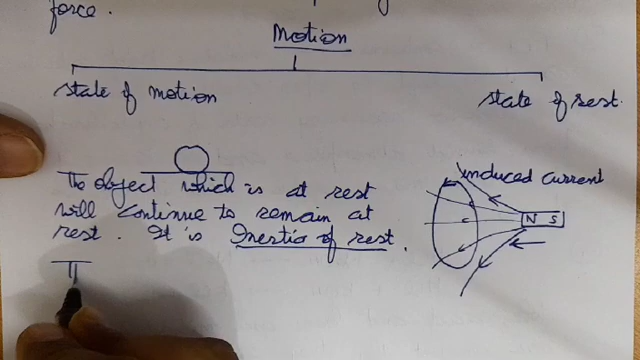 force.
Motion
state of motion
state of rest.
The object which is at rest
will continue to remain at
rest. It is Inertia of rest.
induced current
N S